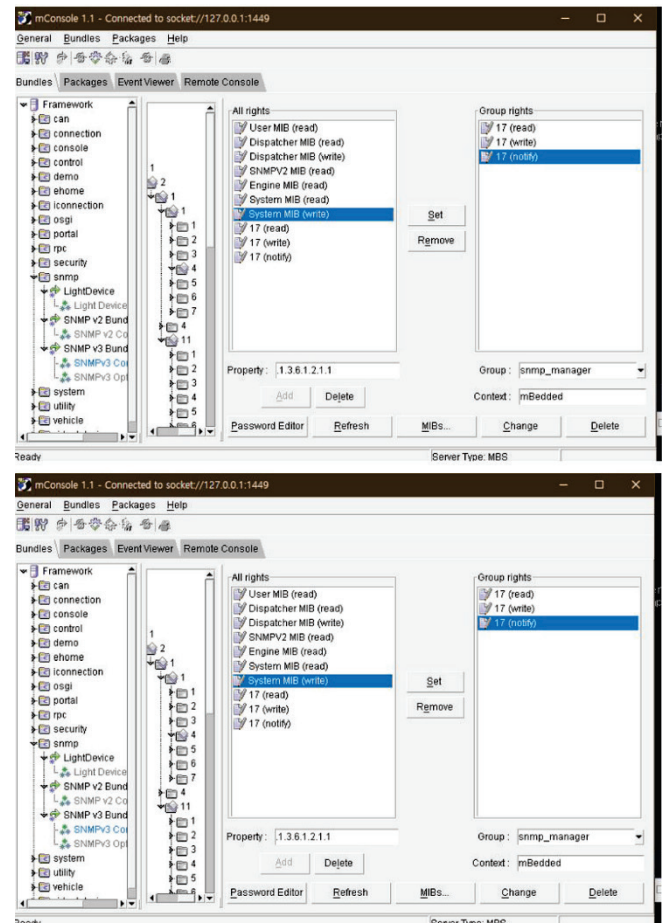 mConsole 1.1 - Connected to socket://127.0.0.1:1449
General Bundles Packages Help
Bundles Packages Event Viewer Remote Console
Framework
can
connection
console
control
demo
ehome
iconnection
osgi
portal
rpc
security
snmp
LightDevice
Light Device
SNMP v2 Bund
SNMP v2 Co
SNMP v3 Bund
SNMPv3 Co
SNMPv3 Opt
system
utility
vehicle
1
2
1
1
1
2
3
4
5
6
7
4
11
1
2
3
4
5
6
All rights
User MIB (read)
Dispatcher MIB (read)
Dispatcher MIB (write)
SNMPV2 MIB (read)
Engine MIB (read)
System MIB (read)
System MIB (write)
17 (read)
17 (write)
17 (notify)
Set
Remove
Group rights
17 (read)
17 (write)
17 (notify)
Property: .1.3.6.1.2.1.1
Group: snmp_manager
Add Delete
Context: mBedded
Password Editor Refresh MIBs... Change Delete
Ready Server Type: MBS
mConsole 1.1 - Connected to socket://127.0.0.1:1449
General Bundles Packages Help
Bundles Packages Event Viewer Remote Console
Framework
can
connection
console
control
demo
ehome
iconnection
osgi
portal
rpc
security
snmp
LightDevice
Light Device
SNMP v2 Bund
SNMP v2 Co
SNMP v3 Bund
SNMPv3 Co
SNMPv3 Opt
system
utility
vehicle
1
2
1
1
1
2
3
4
5
6
7
4
11
1
2
3
4
5
6
All rights
User MIB (read)
Dispatcher MIB (read)
Dispatcher MIB (write)
SNMPV2 MIB (read)
Engine MIB (read)
System MIB (read)
System MIB (write)
17 (read)
17 (write)
17 (notify)
Set
Remove
Group rights
17 (read)
17 (write)
17 (notify)
Property: .1.3.6.1.2.1.1
Group: snmp_manager
Add Delete
Context: mBedded
Password Editor Refresh MIBs... Change Delete
Ready Server Type: MBS